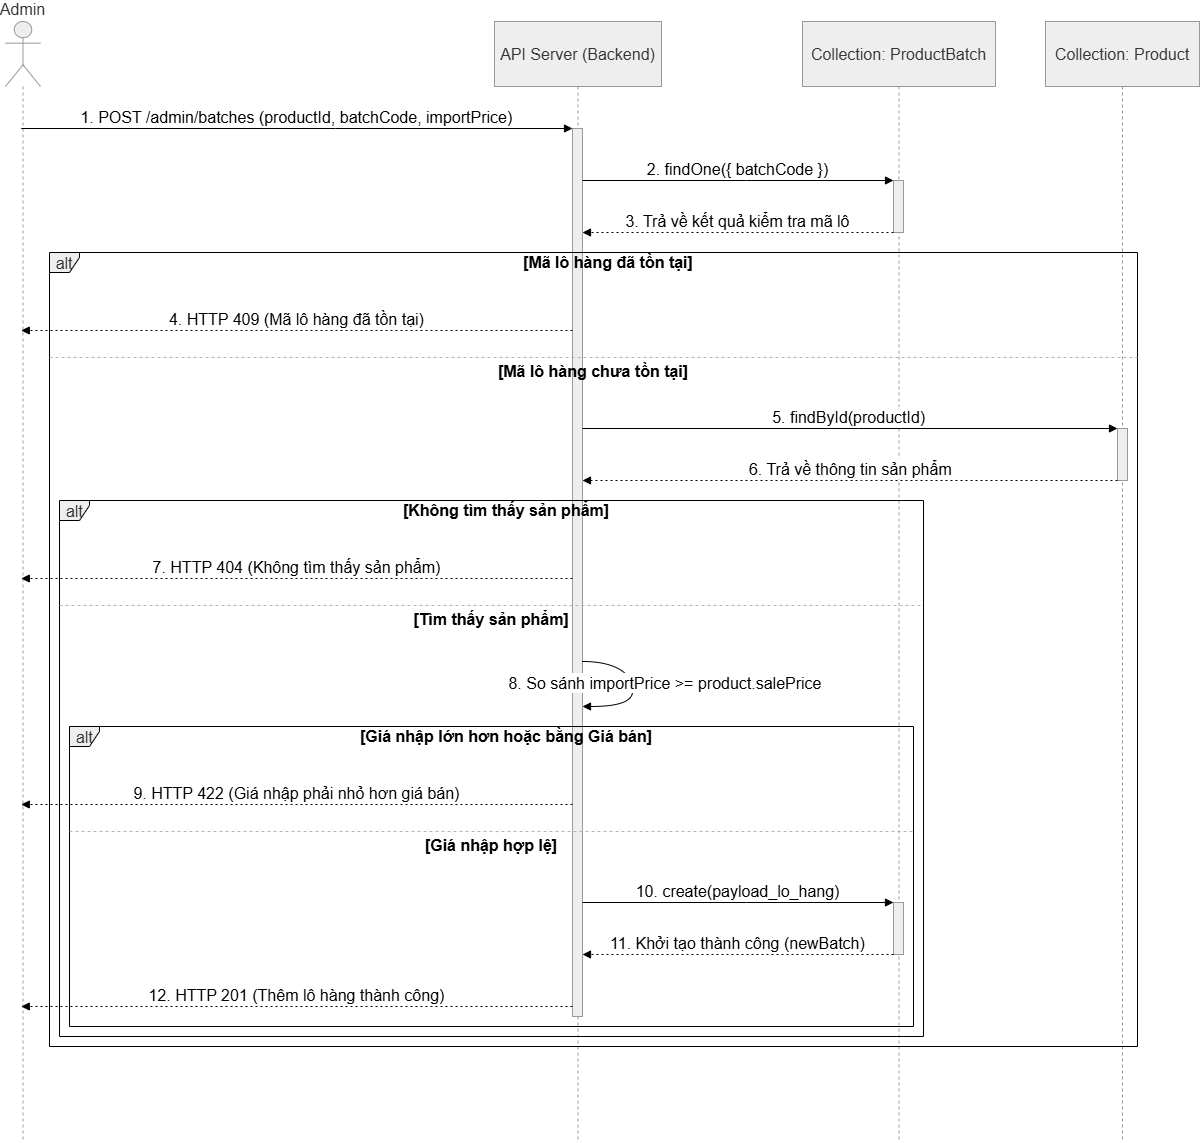 Admin
API Server (Backend)
Collection: ProductBatch
Collection: Product
1. POST /admin/batches (productId, batchCode, importPrice)
2. findOne({ batchCode })
3. Trả về kết quả kiểm tra mã lô
alt
[Mã lô hàng đã tồn tại]
4. HTTP 409 (Mã lô hàng đã tồn tại)
[Mã lô hàng chưa tồn tại]
5. findById(productId)
6. Trả về thông tin sản phẩm
alt
[Không tìm thấy sản phẩm]
7. HTTP 404 (Không tìm thấy sản phẩm)
[Tìm thấy sản phẩm]
8. So sánh importPrice >= product.salePrice
alt
[Giá nhập lớn hơn hoặc bằng Giá bán]
9. HTTP 422 (Giá nhập phải nhỏ hơn giá bán)
[Giá nhập hợp lệ]
10. create(payload_lo_hang)
11. Khởi tạo thành công (newBatch)
12. HTTP 201 (Thêm lô hàng thành công)